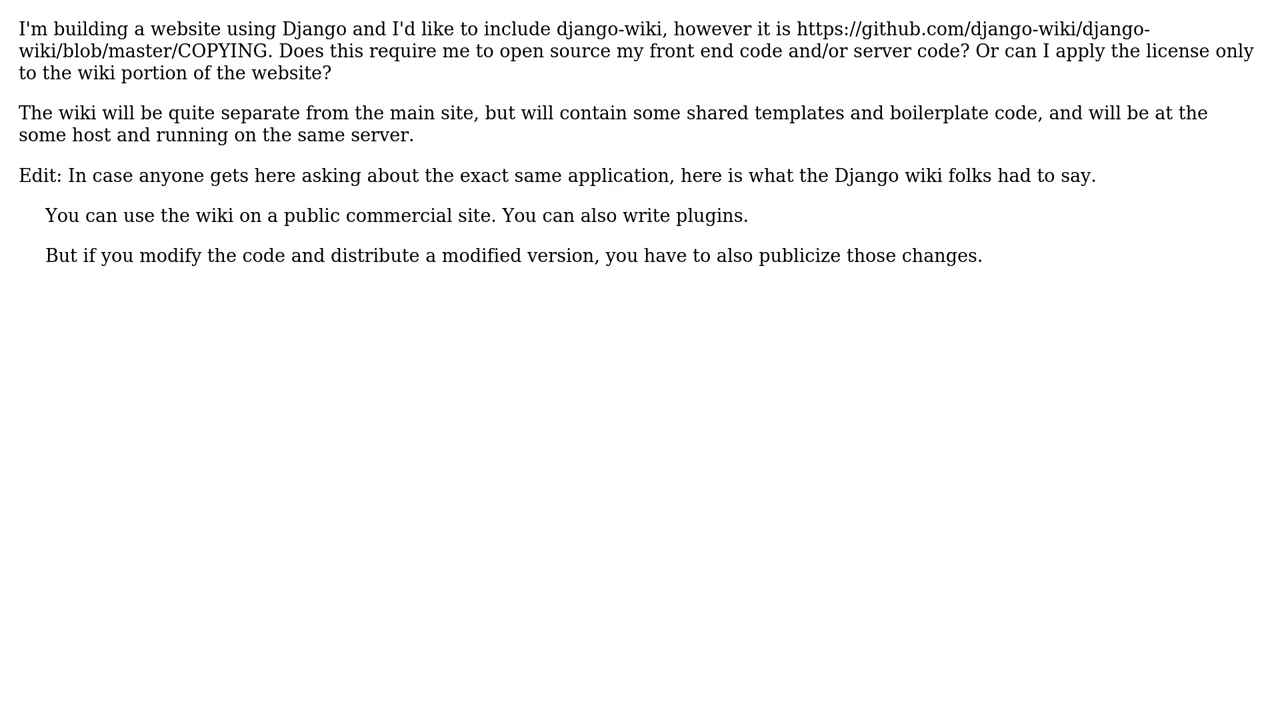 I'm building a website using Django and I'd like to include django-wiki, however it is https://github.com/django-
wiki/blob/master/COPYING. Does this require me to open source my front end code and/or server code? Or can I apply the license only
to the wiki portion of the website?
The wiki will be quite separate from the main site, but will contain some shared templates and boilerplate code, and will be at the
some host and running on the same server.
Edit: In case anyone gets here asking about the exact same application, here is what the Django wiki folks had to say.
You can use the wiki on a public commercial site. You can also write plugins.
But if you modify the code and distribute a modified version, you have to also publicize those changes.